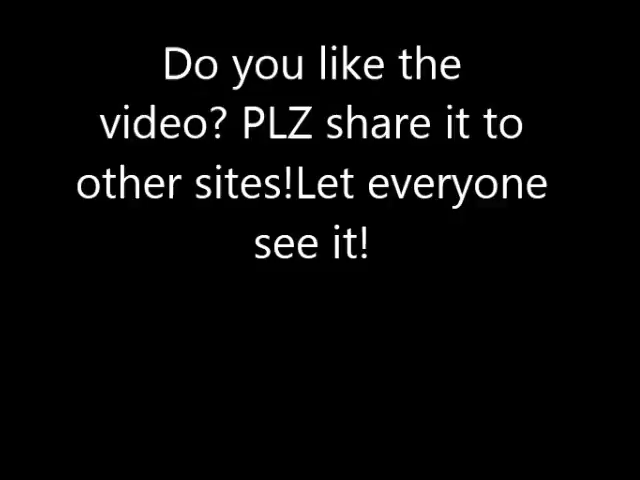 Do you like the
video? PLZ share it to
other sites!Let everyone
see it!